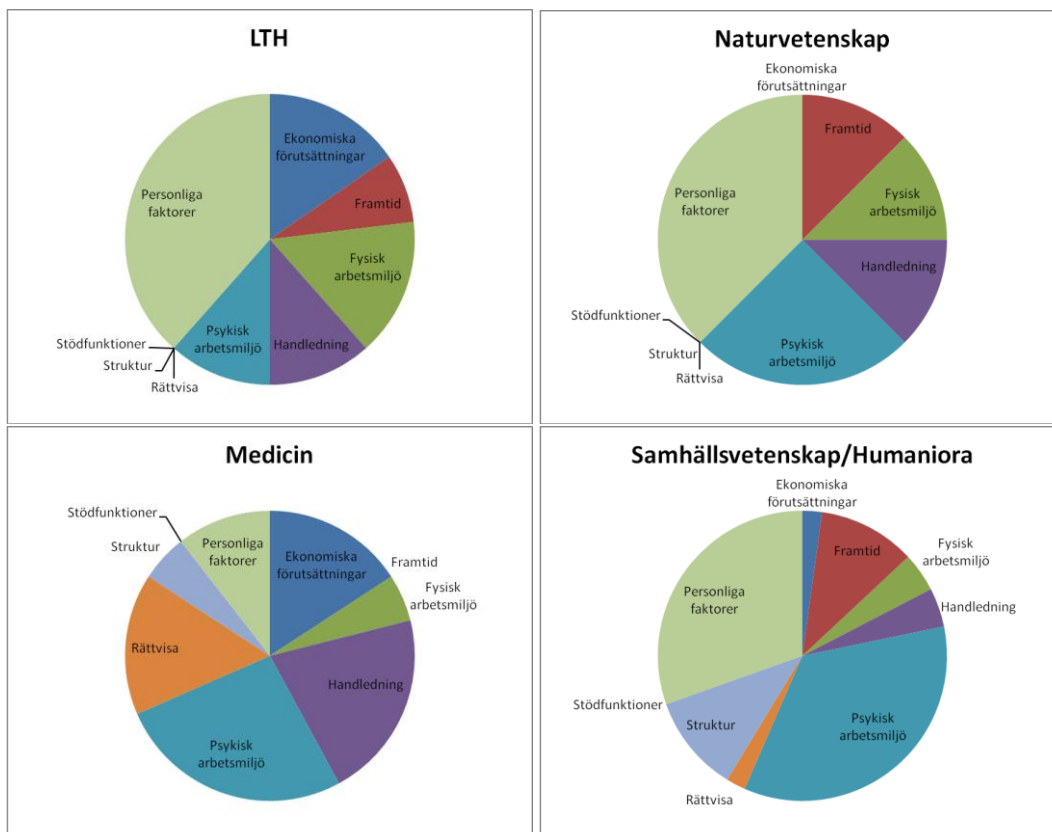 LTH
Ekonomiska
förutsättningar
Framtid
Fysisk
arbetsmiljö
Handledning
Psykisk
arbetsmiljö
Rättvisa
Struktur
Stödfunktioner
Personliga
faktorer
Naturvetenskap
Ekonomiska
förutsättningar
Framtid
Fysisk
arbetsmiljö
Handledning
Psykisk
arbetsmiljö
Rättvisa
Struktur
Stödfunktioner
Personliga
faktorer
Medicin
Ekonomiska
förutsättningar
Framtid
Fysisk
arbetsmiljö
Handledning
Psykisk
arbetsmiljö
Rättvisa
Struktur
Stödfunktioner
Personliga
faktorer
Samhällsvetenskap/Humaniora
Ekonomiska
förutsättningar
Framtid
Fysisk
arbetsmiljö
Handledning
Psykisk
arbetsmiljö
Rättvisa
Struktur
Stödfunktioner
Personliga
faktorer